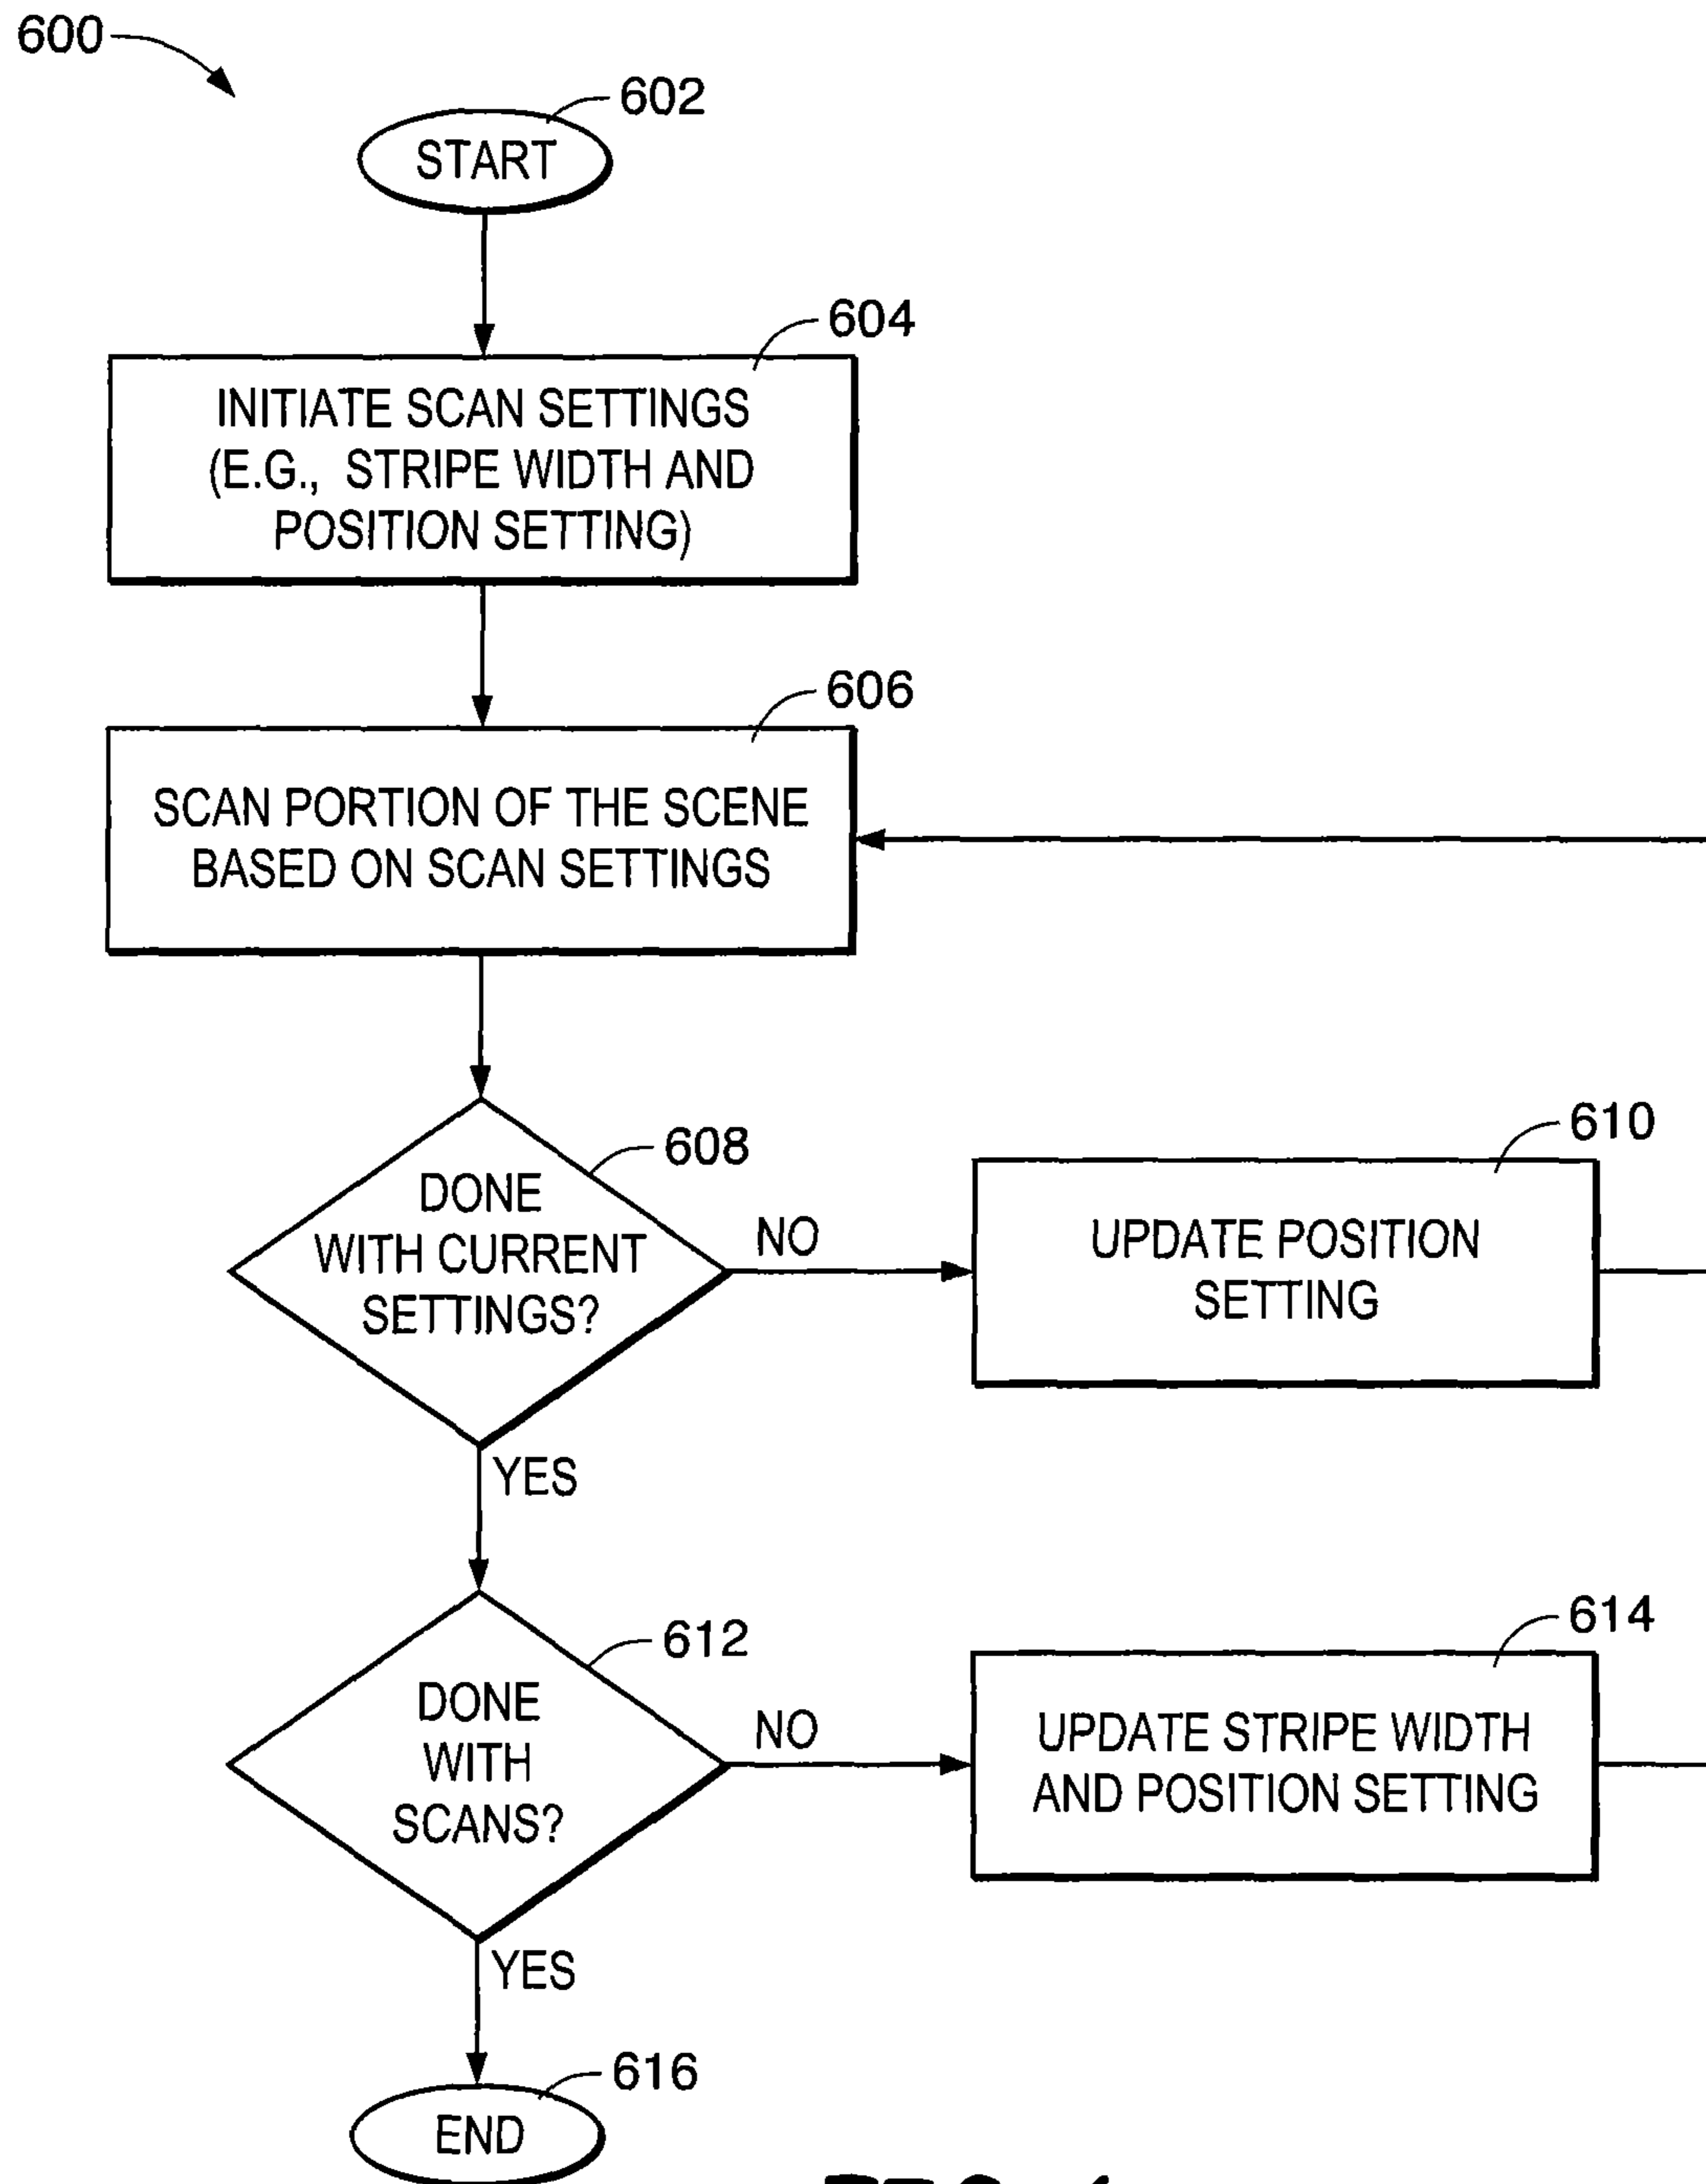 600
602
START
604
INITIATE SCAN SETTINGS
(E.G., STRIPE WIDTH AND
POSITION SETTING)
606
SCAN PORTION OF THE SCENE
BASED ON SCAN SETTINGS
608
DONE
WITH CURRENT
SETTINGS?
NO
610
UPDATE POSITION
SETTING
YES
612
DONE
WITH
SCANS?
NO
614
UPDATE STRIPE WIDTH
AND POSITION SETTING
YES
616
END